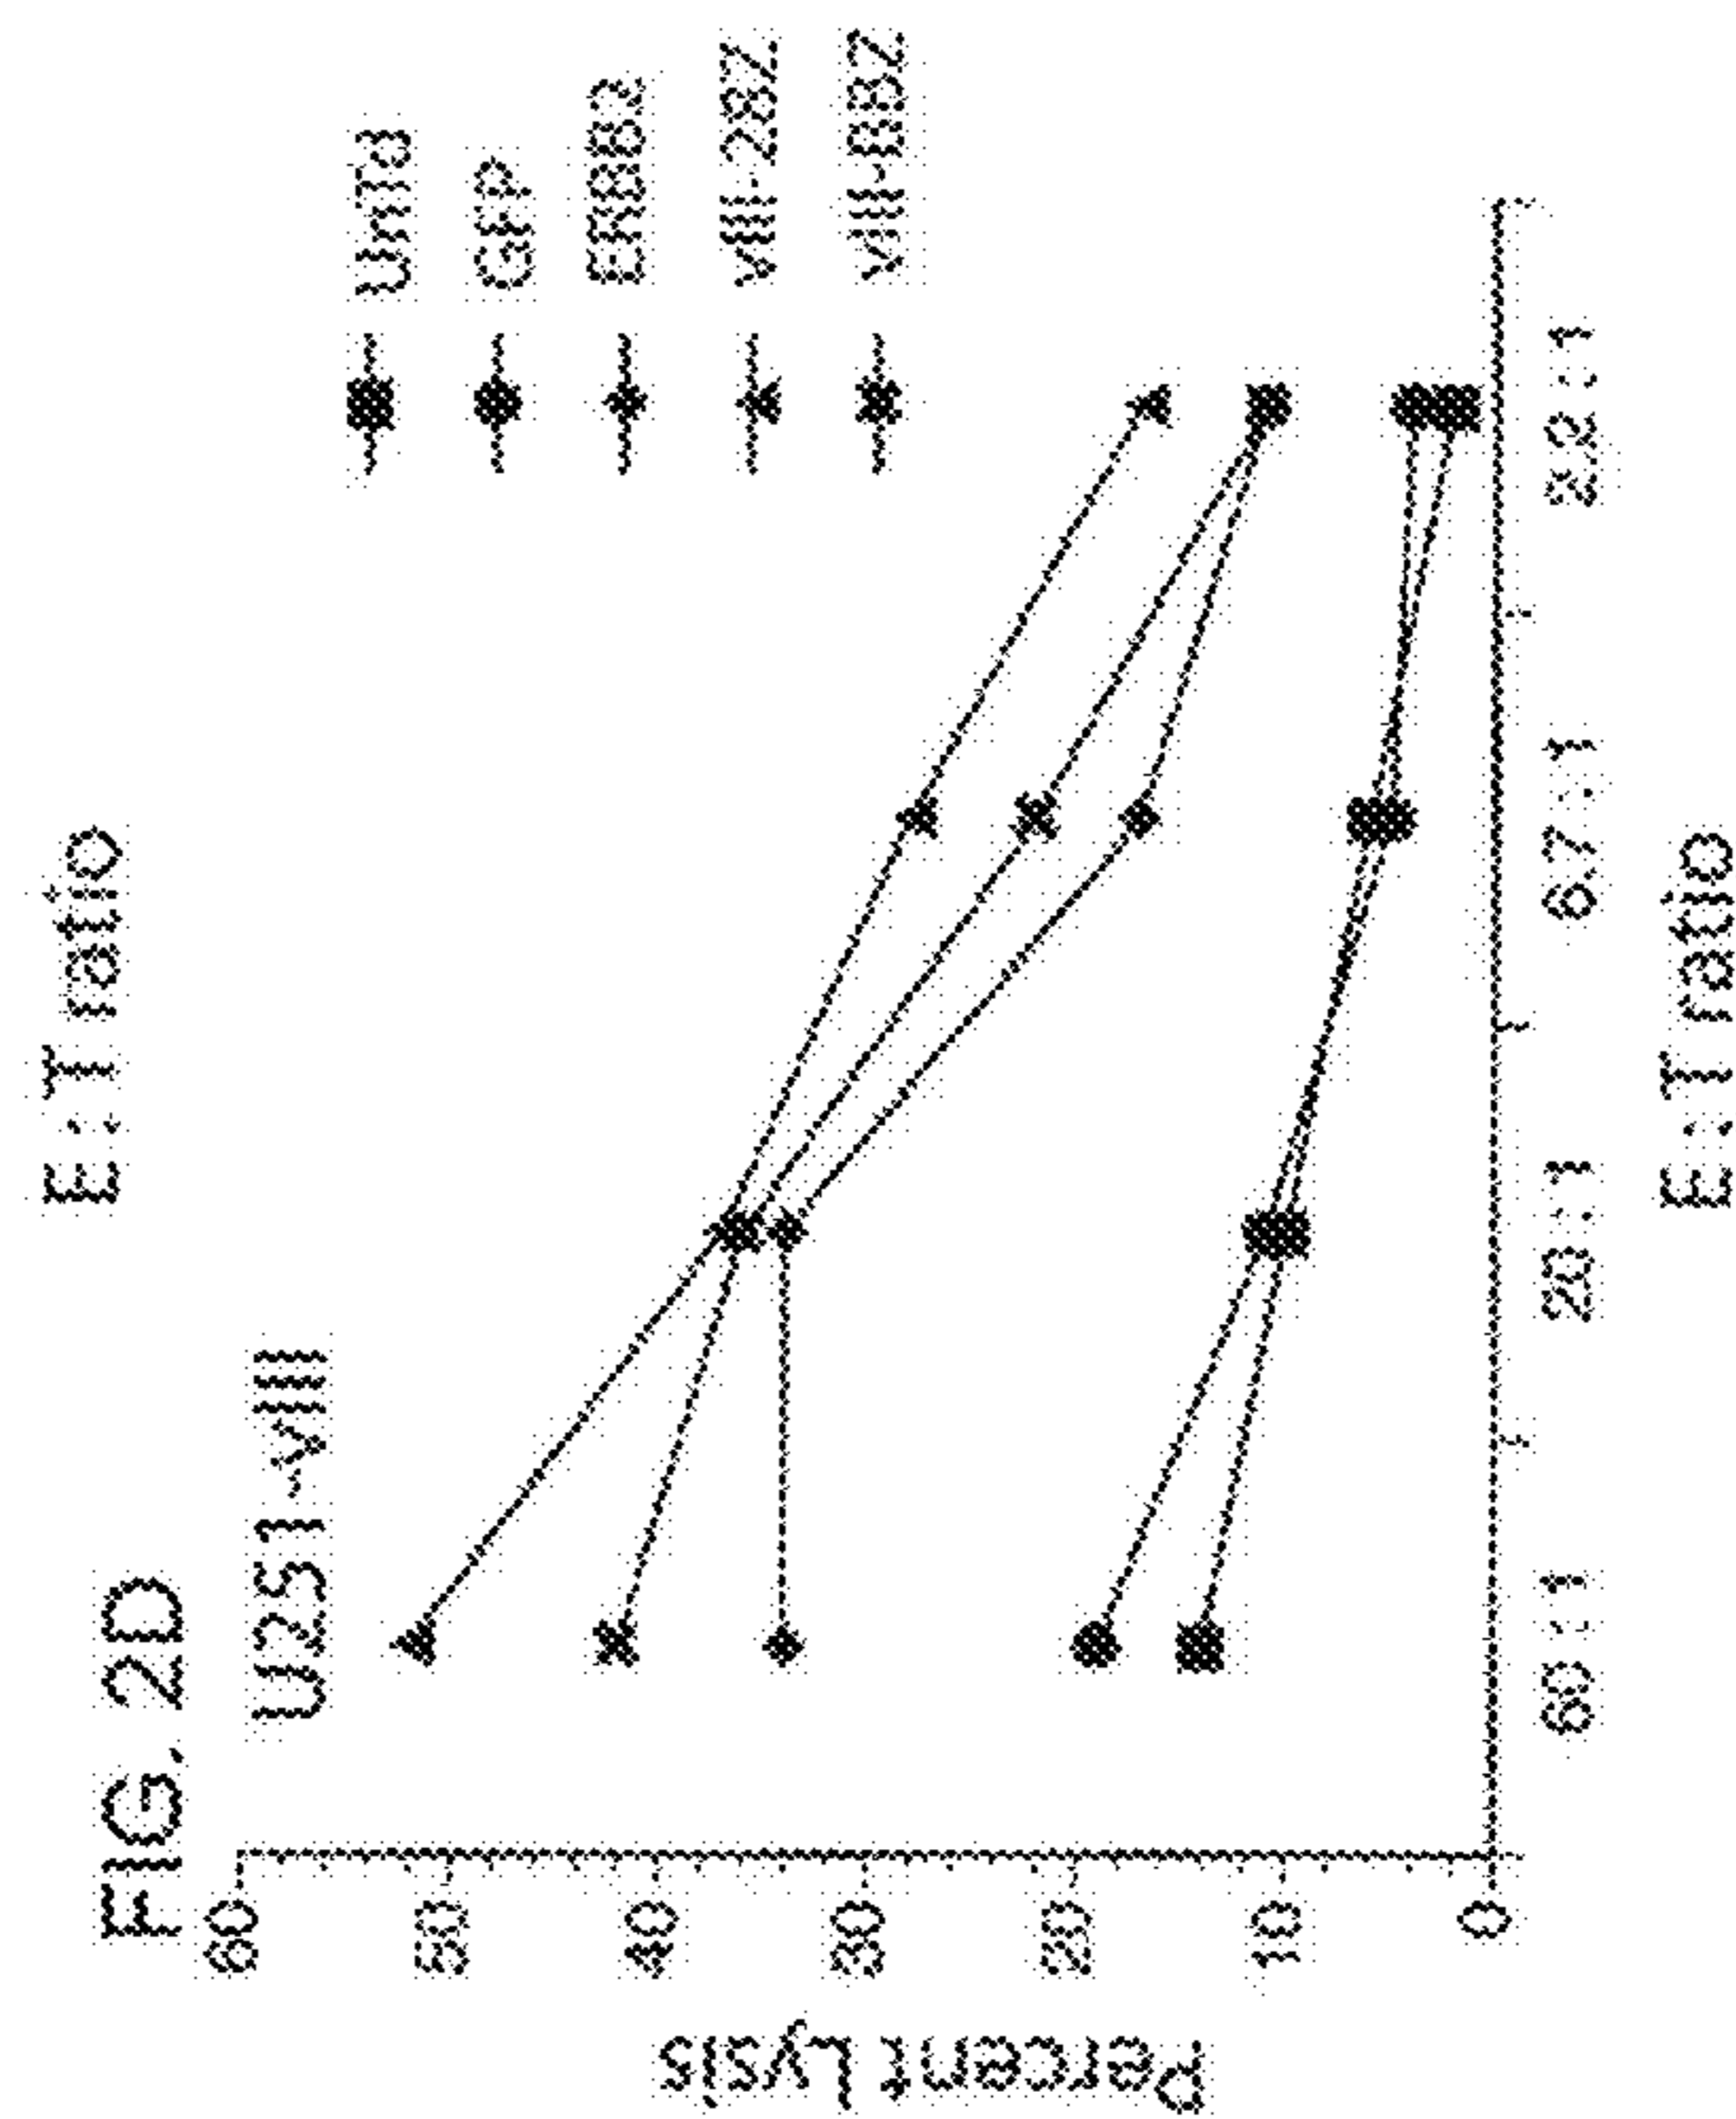 E : T ratio
FIG. 2D
U251-vIII
UnTd
GFP
ERBB2
vIII-28Z
vIII-BBZ
Percent Lysis
60
50
40
30
20
10
0
60 : 1
20 : 1
6.7 : 1
2.2 : 1
E : T ratio